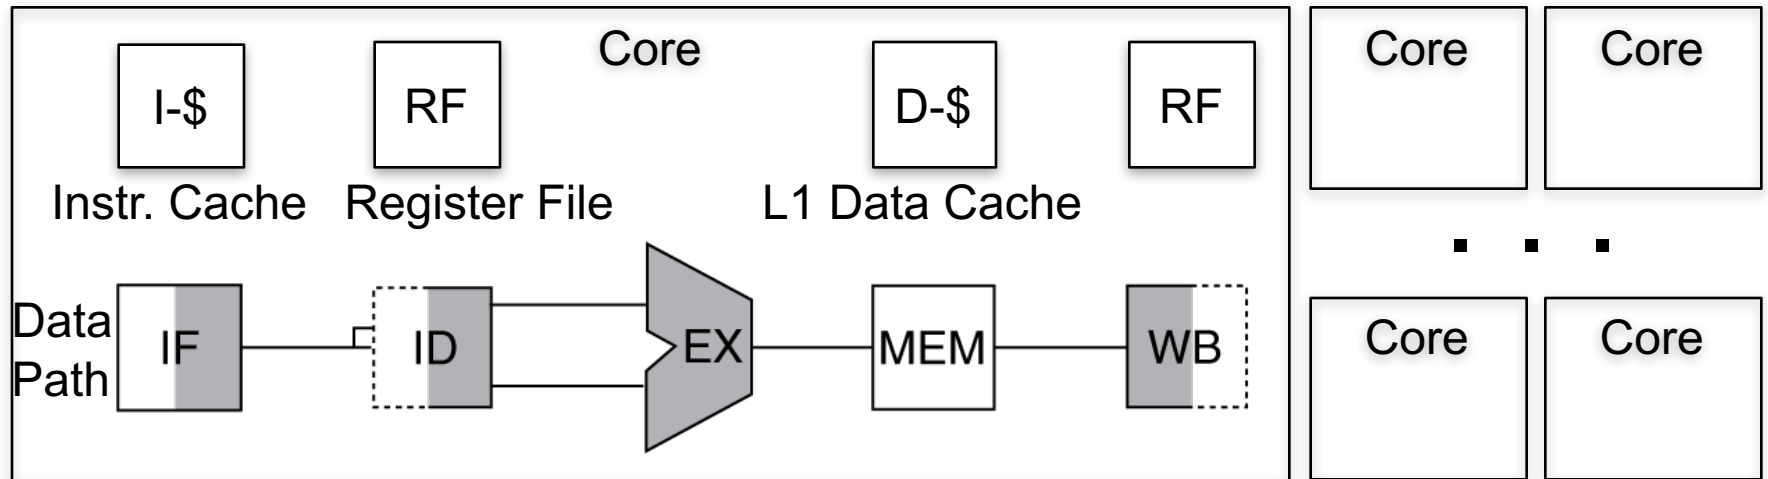 Core
I-$
RF
D-$
RF
Instr. Cache
Register File
L1 Data Cache
Data
Path
IF
ID
EX
MEM
WB
Core
Core
. . .
Core
Core